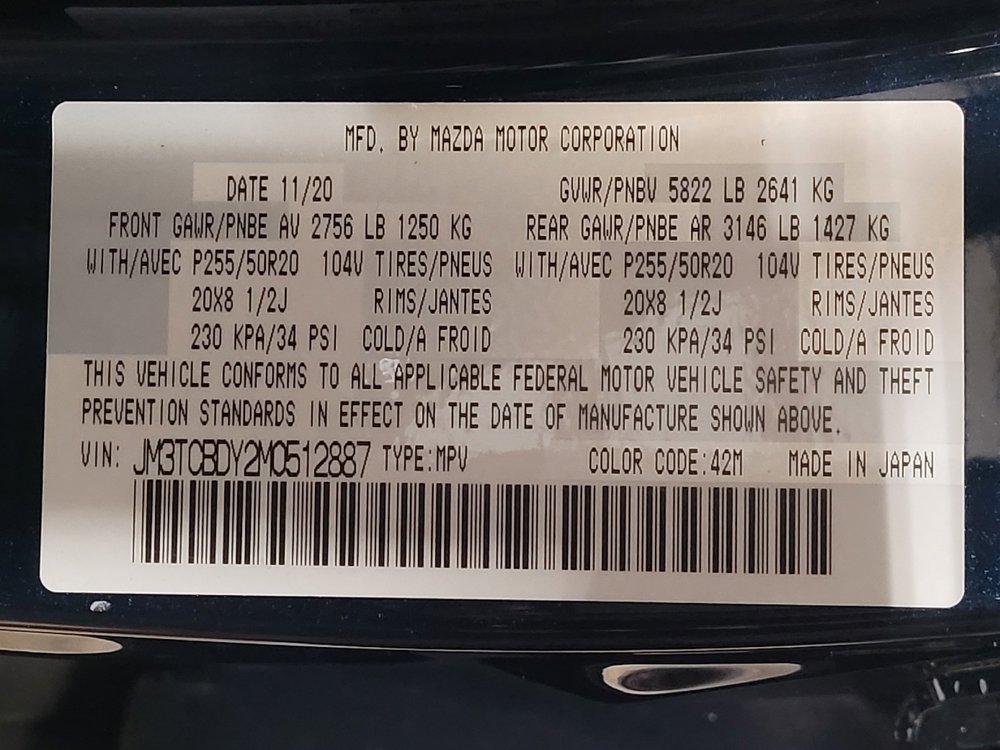 MFD. BY MAZDA MOTOR CORPORATION
DATE 11/20 GVWR/PNBV 5822 LB 2641 KG
FRONT GAWR/PNBE AV 2756 LB 1250 KG REAR GAWR/PNBE AR 3146 LB 1427 KG
WITH/AVEC P255/50R20 104V TIRES/PNEUS WITH/AVEC P255/50R20 104V TIRES/PNEUS
20X8 1/2J RIMS/JANTES 20X8 1/2J RIMS/JANTES
230 KPA/34 PSI COLD/A FROID 230 KPA/34 PSI COLD/A FROID
THIS VEHICLE CONFORMS TO ALL APPLICABLE FEDERAL MOTOR VEHICLE SAFETY AND THEFT
PREVENTION STANDARDS IN EFFECT ON THE DATE OF MANUFACTURE SHOWN ABOVE.
VIN: JM3TCBDY2M0512887 TYPE:MPV COLOR CODE:42M MADE IN JAPAN